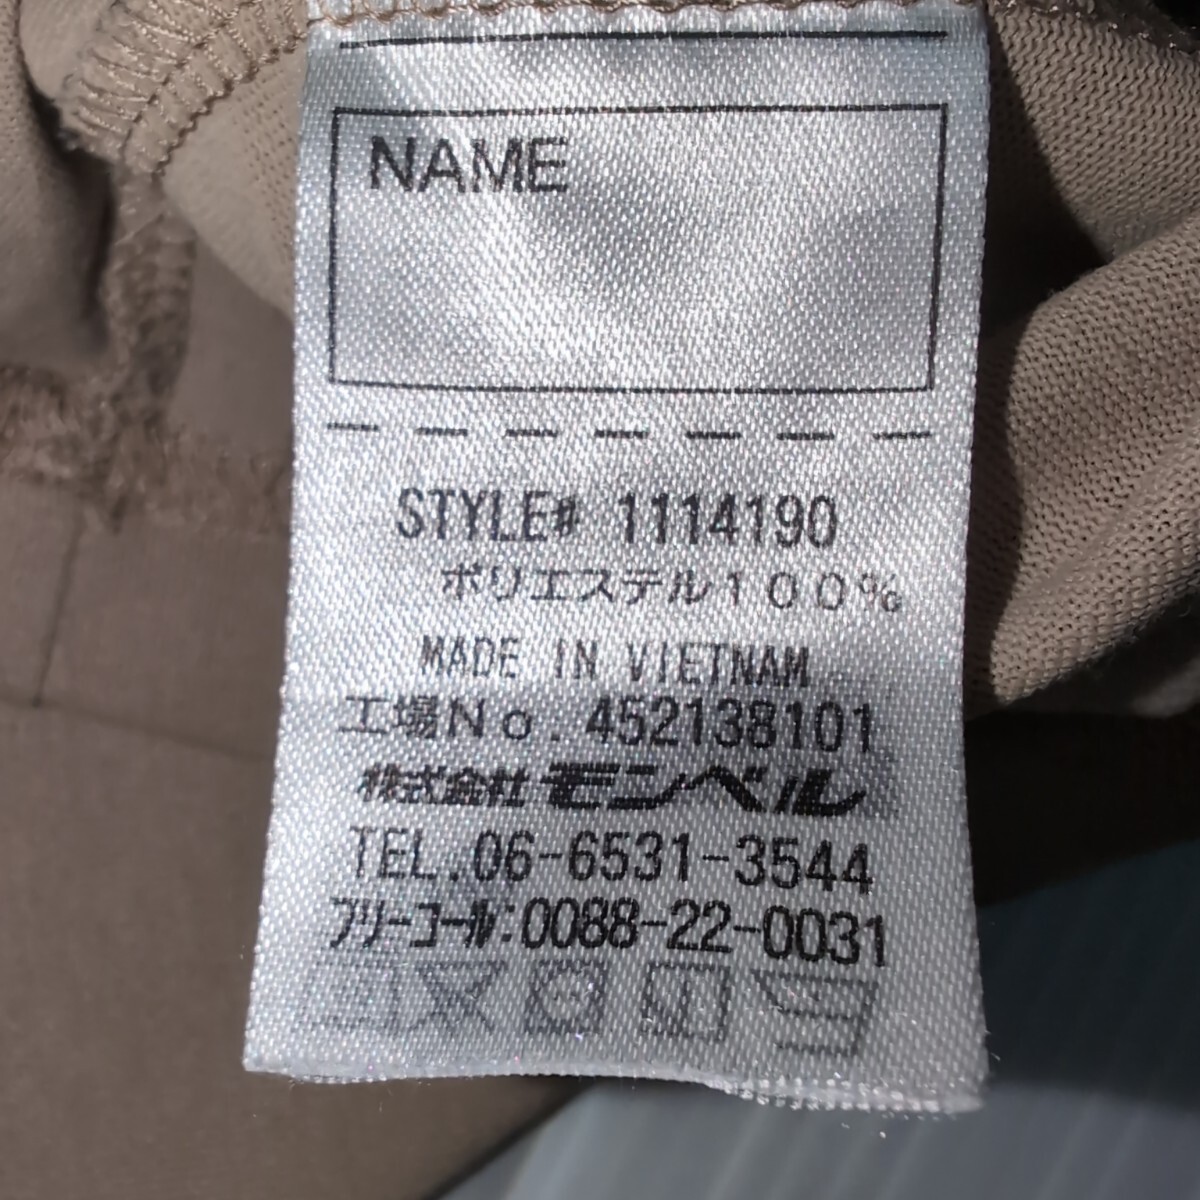 NAME
STYLE# 1114190
ポリエステル100%
MADE IN VIETNAM
工場No. 452138101
株式会社モンベル
TEL.06-6531-3544
フリーコール:0088-22-0031